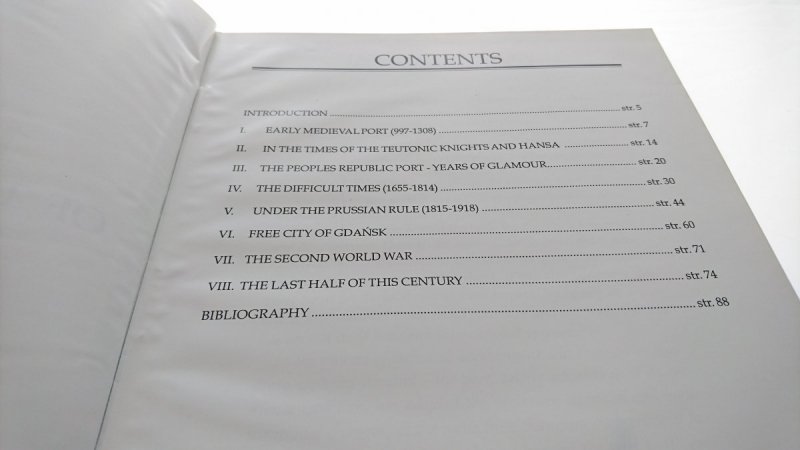 CONTENTS
INTRODUCTION ........ str. 5
I. EARLY MEDIEVAL PORT (997-1308) ........ str. 7
II. IN THE TIMES OF THE TEUTONIC KNIGHTS AND HANSA ........ str. 14
III. THE PEOPLES REPUBLIC PORT - YEARS OF GLAMOUR ........ str. 20
IV. THE DIFFICULT TIMES (1655-1814) ........ str. 30
V. UNDER THE PRUSSIAN RULE (1815-1918) ........ str. 44
VI. FREE CITY OF GDAŃSK ........ str. 60
VII. THE SECOND WORLD WAR ........ str. 71
VIII. THE LAST HALF OF THIS CENTURY ........ str. 74
BIBLIOGRAPHY ........ str. 88